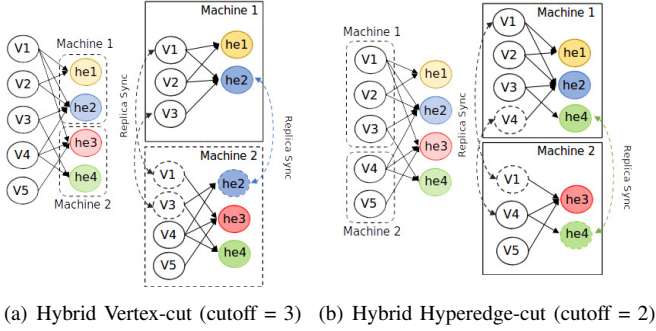 V1
V2
V3
V4
V5
Machine 1
he1
he2
he3
he4
Machine 2
Replica Sync
Machine 1
V1
V2
V3
he1
he2
Machine 2
V1
V3
V4
V5
he2
he3
he4
Replica Sync
Machine 1
V1
V2
V3
V4
V5
Machine 2
he1
he2
he3
he4
Replica Sync
Machine 1
V1
V2
V3
V4
he1
he2
he4
Machine 2
V1
V4
V5
he3
he4
Replica Sync
(a) Hybrid Vertex-cut (cutoff = 3)
(b) Hybrid Hyperedge-cut (cutoff = 2)